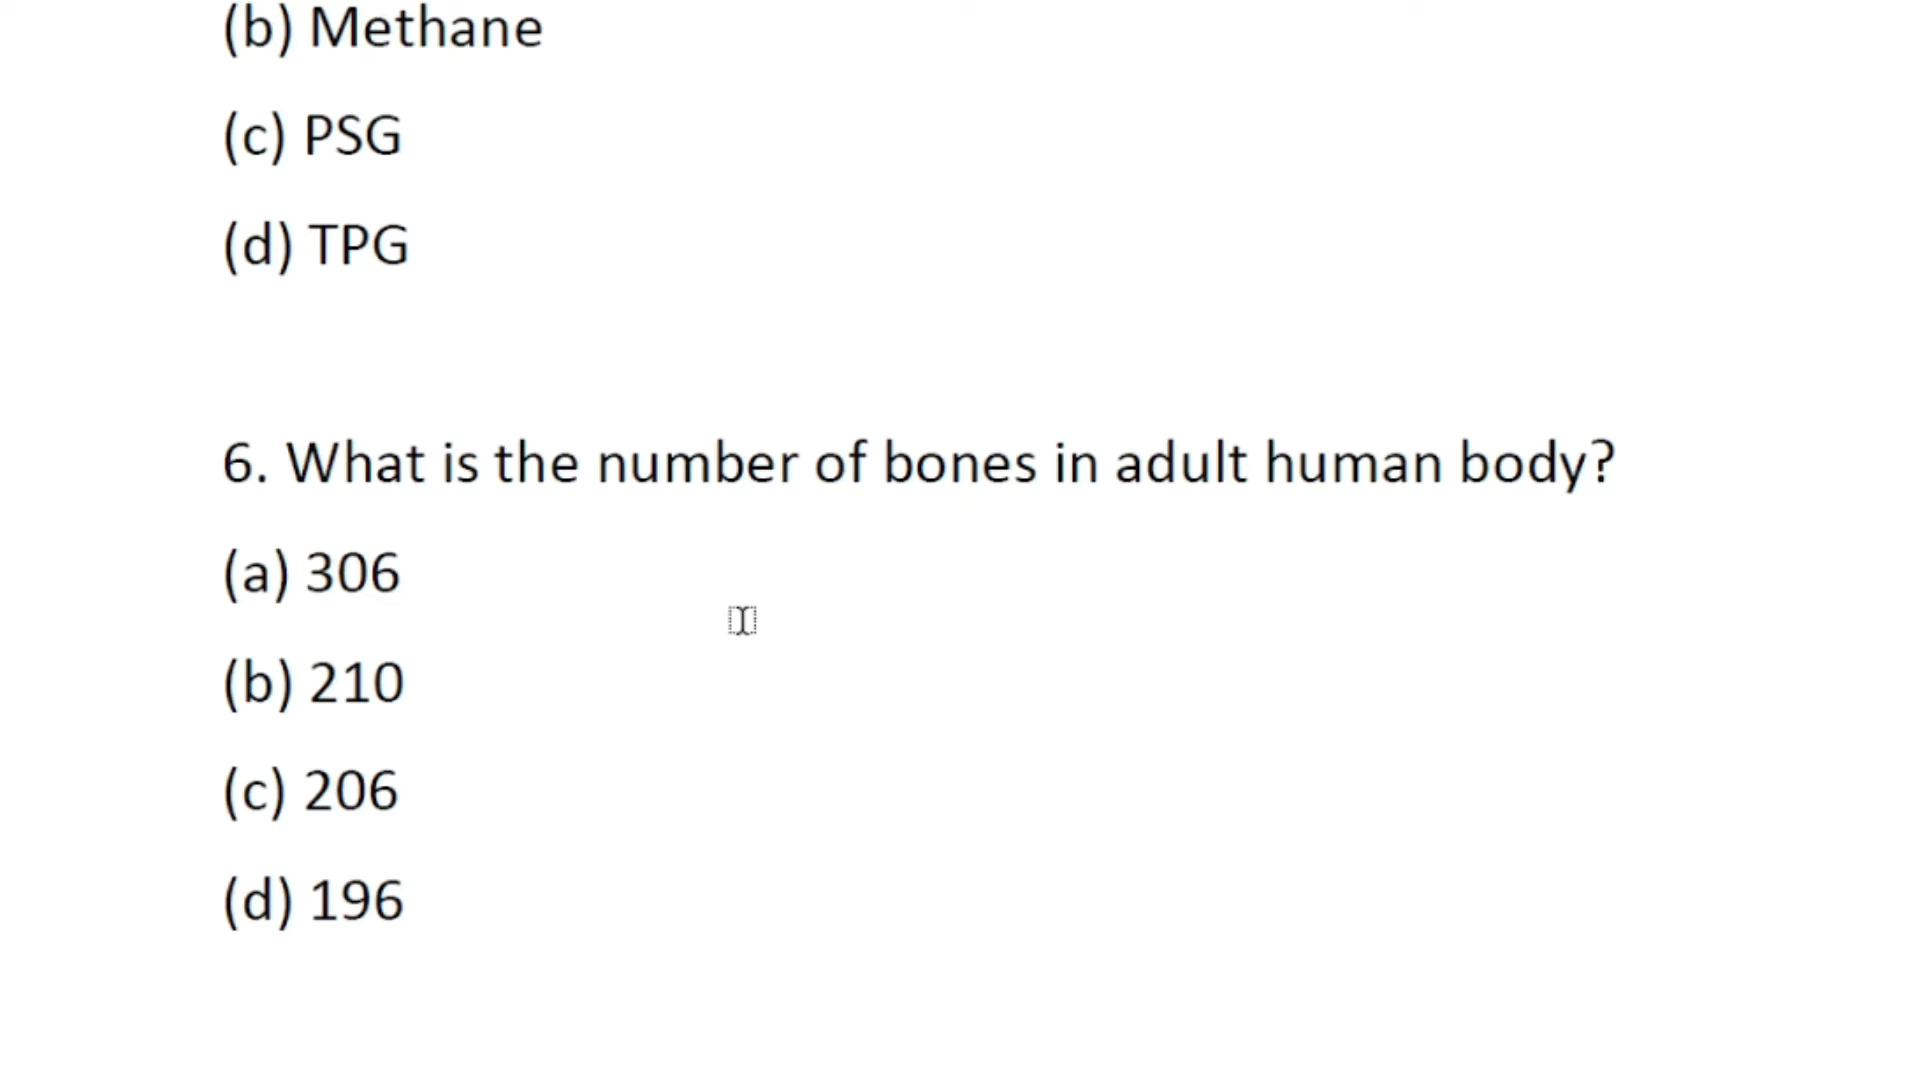 (b) Methane
(c) PSG
(d) TPG
6. What is the number of bones in adult human body?
(a) 306
(b) 210
(c) 206
(d) 196